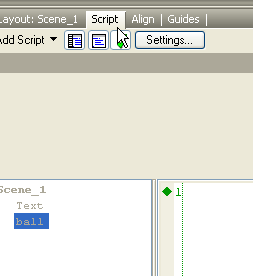 Layout: Scene_1 Script Align Guides
Add Script Settings...
Scene_1
Text
ball
1